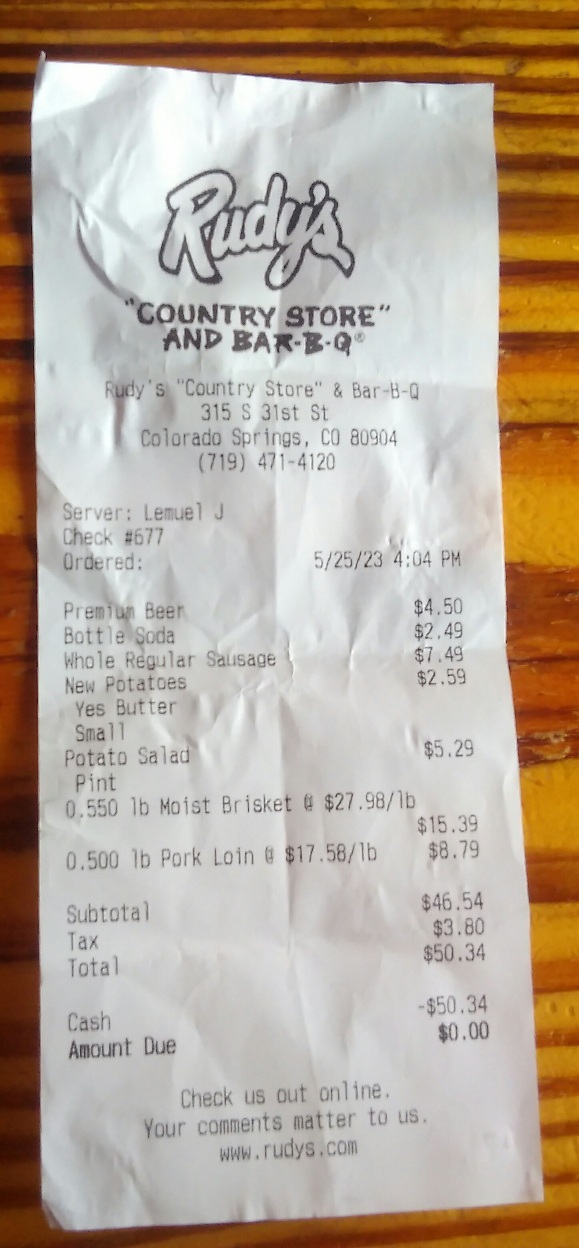 Rudy's
"COUNTRY STORE"
AND BAR-B-Q®
Rudy's "Country Store" & Bar-B-Q
315 S 31st St
Colorado Springs, CO 80904
(719) 471-4120
Server: Lemuel J
Check #677
Ordered: 5/25/23 4:04 PM
Premium Beer $4.50
Bottle Soda $2.49
Whole Regular Sausage $7.49
New Potatoes $2.59
Yes Butter
Small
Potato Salad $5.29
Pint
0.550 lb Moist Brisket @ $27.98/lb
$15.39
0.500 lb Pork Loin @ $17.58/lb $8.79
Subtotal $46.54
Tax $3.80
Total $50.34
Cash -$50.34
Amount Due $0.00
Check us out online.
Your comments matter to us.
www.rudys.com